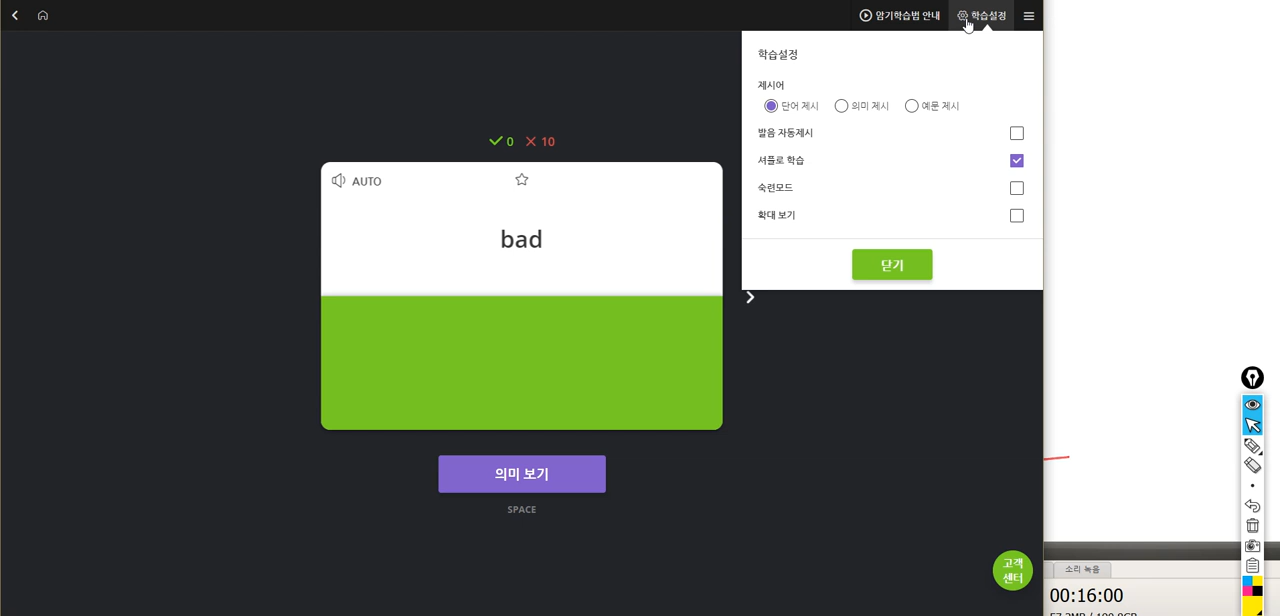 암기학습법 안내
학습설정
학습설정
제시어
단어 제시 의미 제시 예문 제시
발음 자동제시
셔플로 학습
숙련모드
확대 보기
닫기
0 10
AUTO
bad
의미 보기
SPACE
고객
센터
소리 녹음
00:16:00